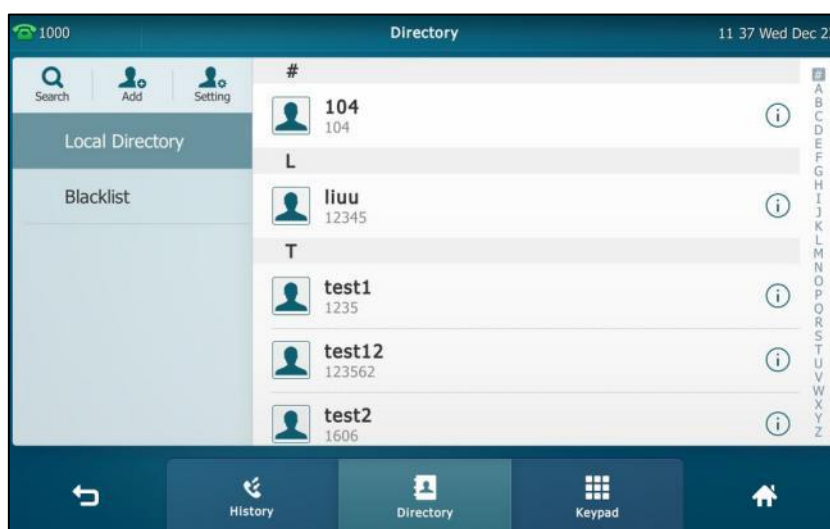 1000
Directory
11 37 Wed Dec 2
Search
Add
Setting
Local Directory
Blacklist
#
104
104
L
liuu
12345
T
test1
1235
test12
123562
test2
1606
#
A
B
C
D
E
F
G
H
I
J
K
L
M
N
O
P
Q
R
S
T
U
V
W
X
Y
Z
History
Directory
Keypad